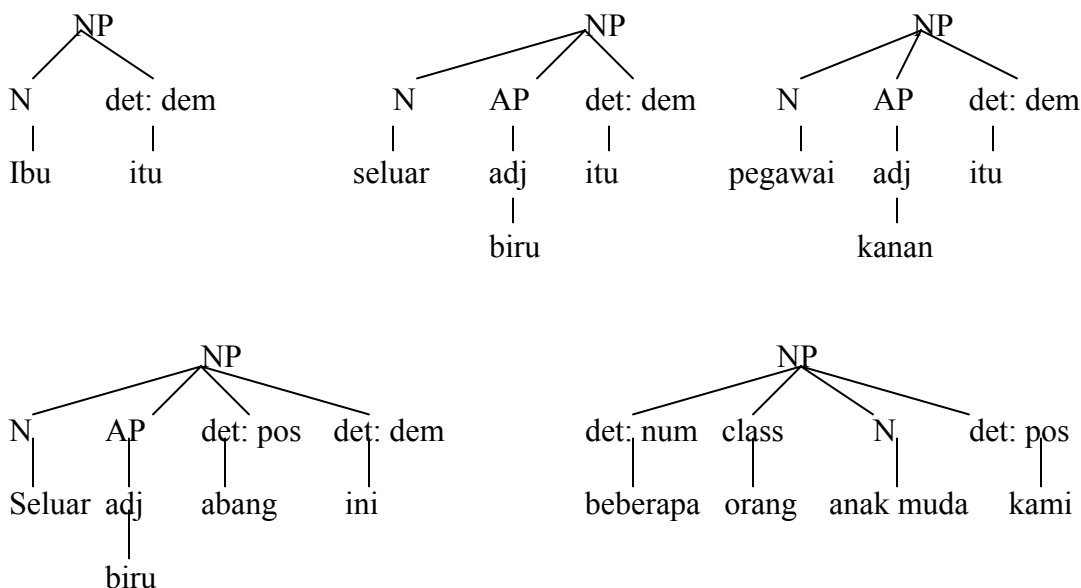 NP NP NP
N det: dem N AP det: dem N AP det: dem
Ibu itu seluar adj itu pegawai adj itu
biru kanan
NP NP
N AP det: pos det: dem det: num class N det: pos
Seluar adj abang ini beberapa orang anak muda kami
biru